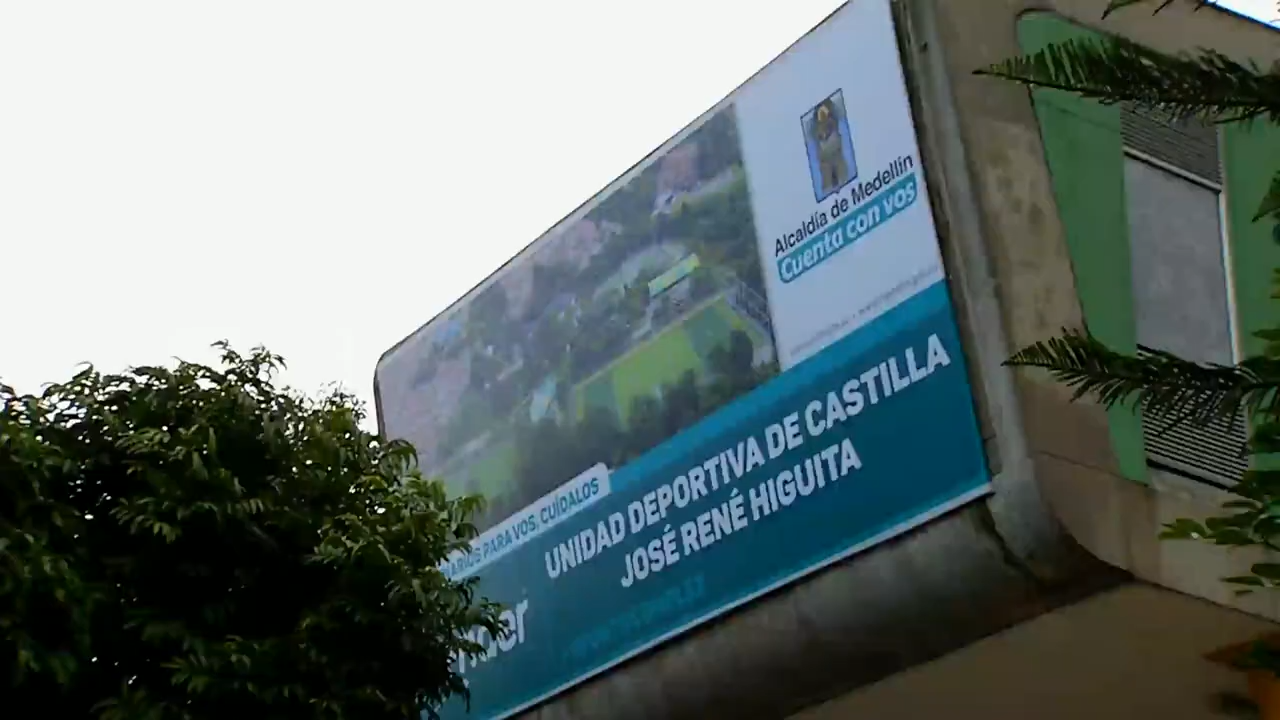 Alcaldía de Medellín
Cuenta con vos
PARA VOS, CUÍDALOS
UNIDAD DEPORTIVA DE CASTILLA
JOSÉ RENÉ HIGUITA